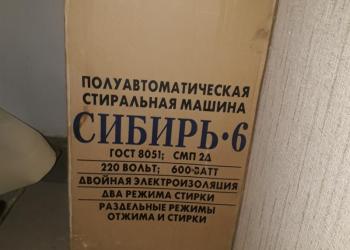 ПОЛУАВТОМАТИЧЕСКАЯ
СТИРАЛЬНАЯ МАШИНА
СИБИРЬ·6
ГОСТ 8051; СМП 2Д
220 ВОЛЬТ; 600-ВАТТ
ДВОЙНАЯ ЭЛЕКТРОИЗОЛЯЦИЯ
ДВА РЕЖИМА СТИРКИ
РАЗДЕЛЬНЫЕ РЕЖИМЫ
ОТЖИМА И СТИРКИ